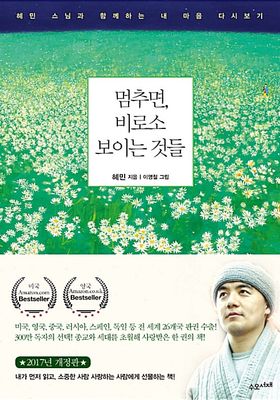 혜민 스님과 함께하는 내 마음 다시보기
멈추면,
비로소
보이는 것들
혜민 지음 | 이영철 그림
미국
Amazon.com
Bestseller
영국
Amazon.co.uk
Bestseller
미국, 영국, 중국, 러시아, 스페인, 독일 등 전 세계 26개국 판권 수출!
300만 독자의 선택! 종교와 세대를 초월해 사랑받은 한 권의 책!
★2017년 개정판★
내가 먼저 읽고, 소중한 사람 사랑하는 사람에게 선물하는 책!
수오서재